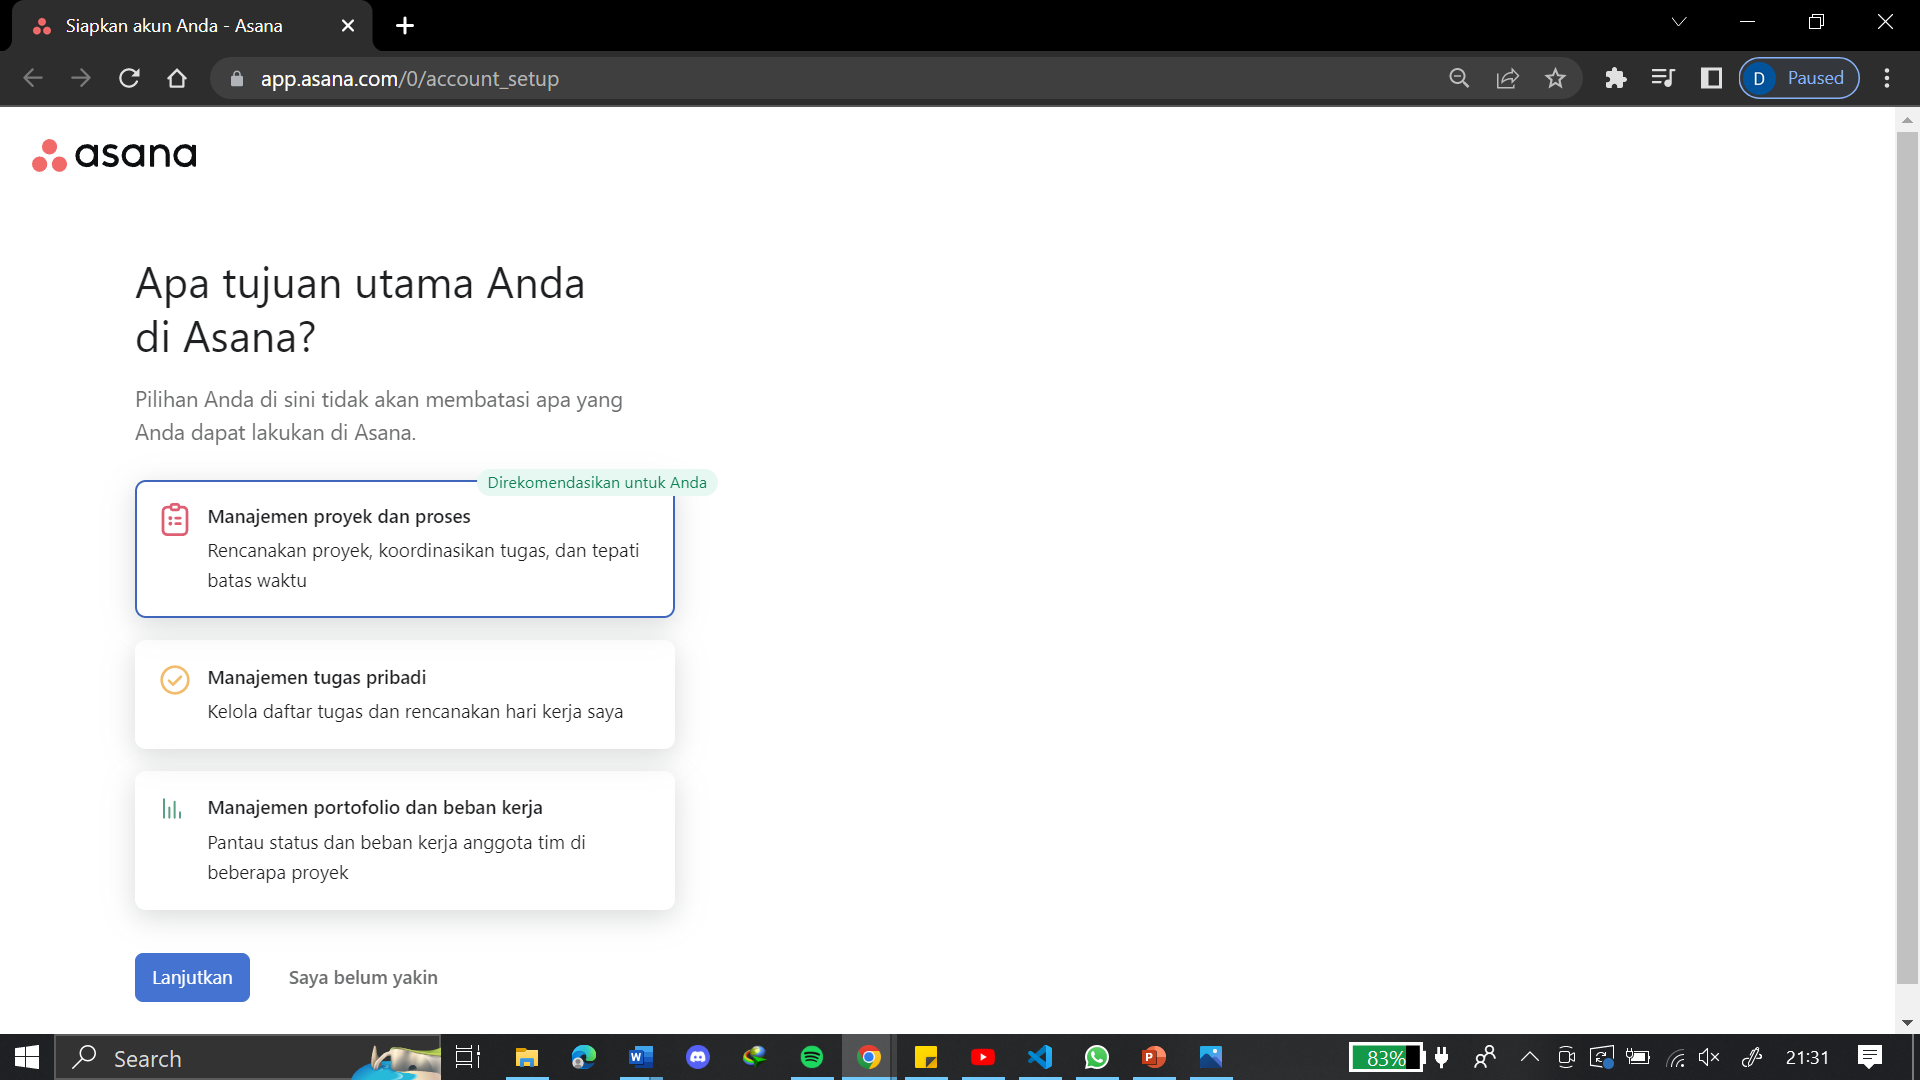 Siapkan akun Anda - Asana
app.asana.com/0/account_setup
D Paused
asana
Apa tujuan utama Anda
di Asana?
Pilihan Anda di sini tidak akan membatasi apa yang
Anda dapat lakukan di Asana.
Direkomendasikan untuk Anda
Manajemen proyek dan proses
Rencanakan proyek, koordinasikan tugas, dan tepati
batas waktu
Manajemen tugas pribadi
Kelola daftar tugas dan rencanakan hari kerja saya
Manajemen portofolio dan beban kerja
Pantau status dan beban kerja anggota tim di
beberapa proyek
Lanjutkan
Saya belum yakin
Search
83%
21:31